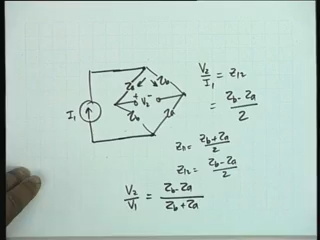 Za Zb
+ V2 -
I1
Zb Za
V2/I1 = Z12
= (Zb-Za)/2
Z11 = (Zb+Za)/2
Z12 = (Zb-Za)/2
V2/V1 = (Zb-Za)/(Zb+Za)